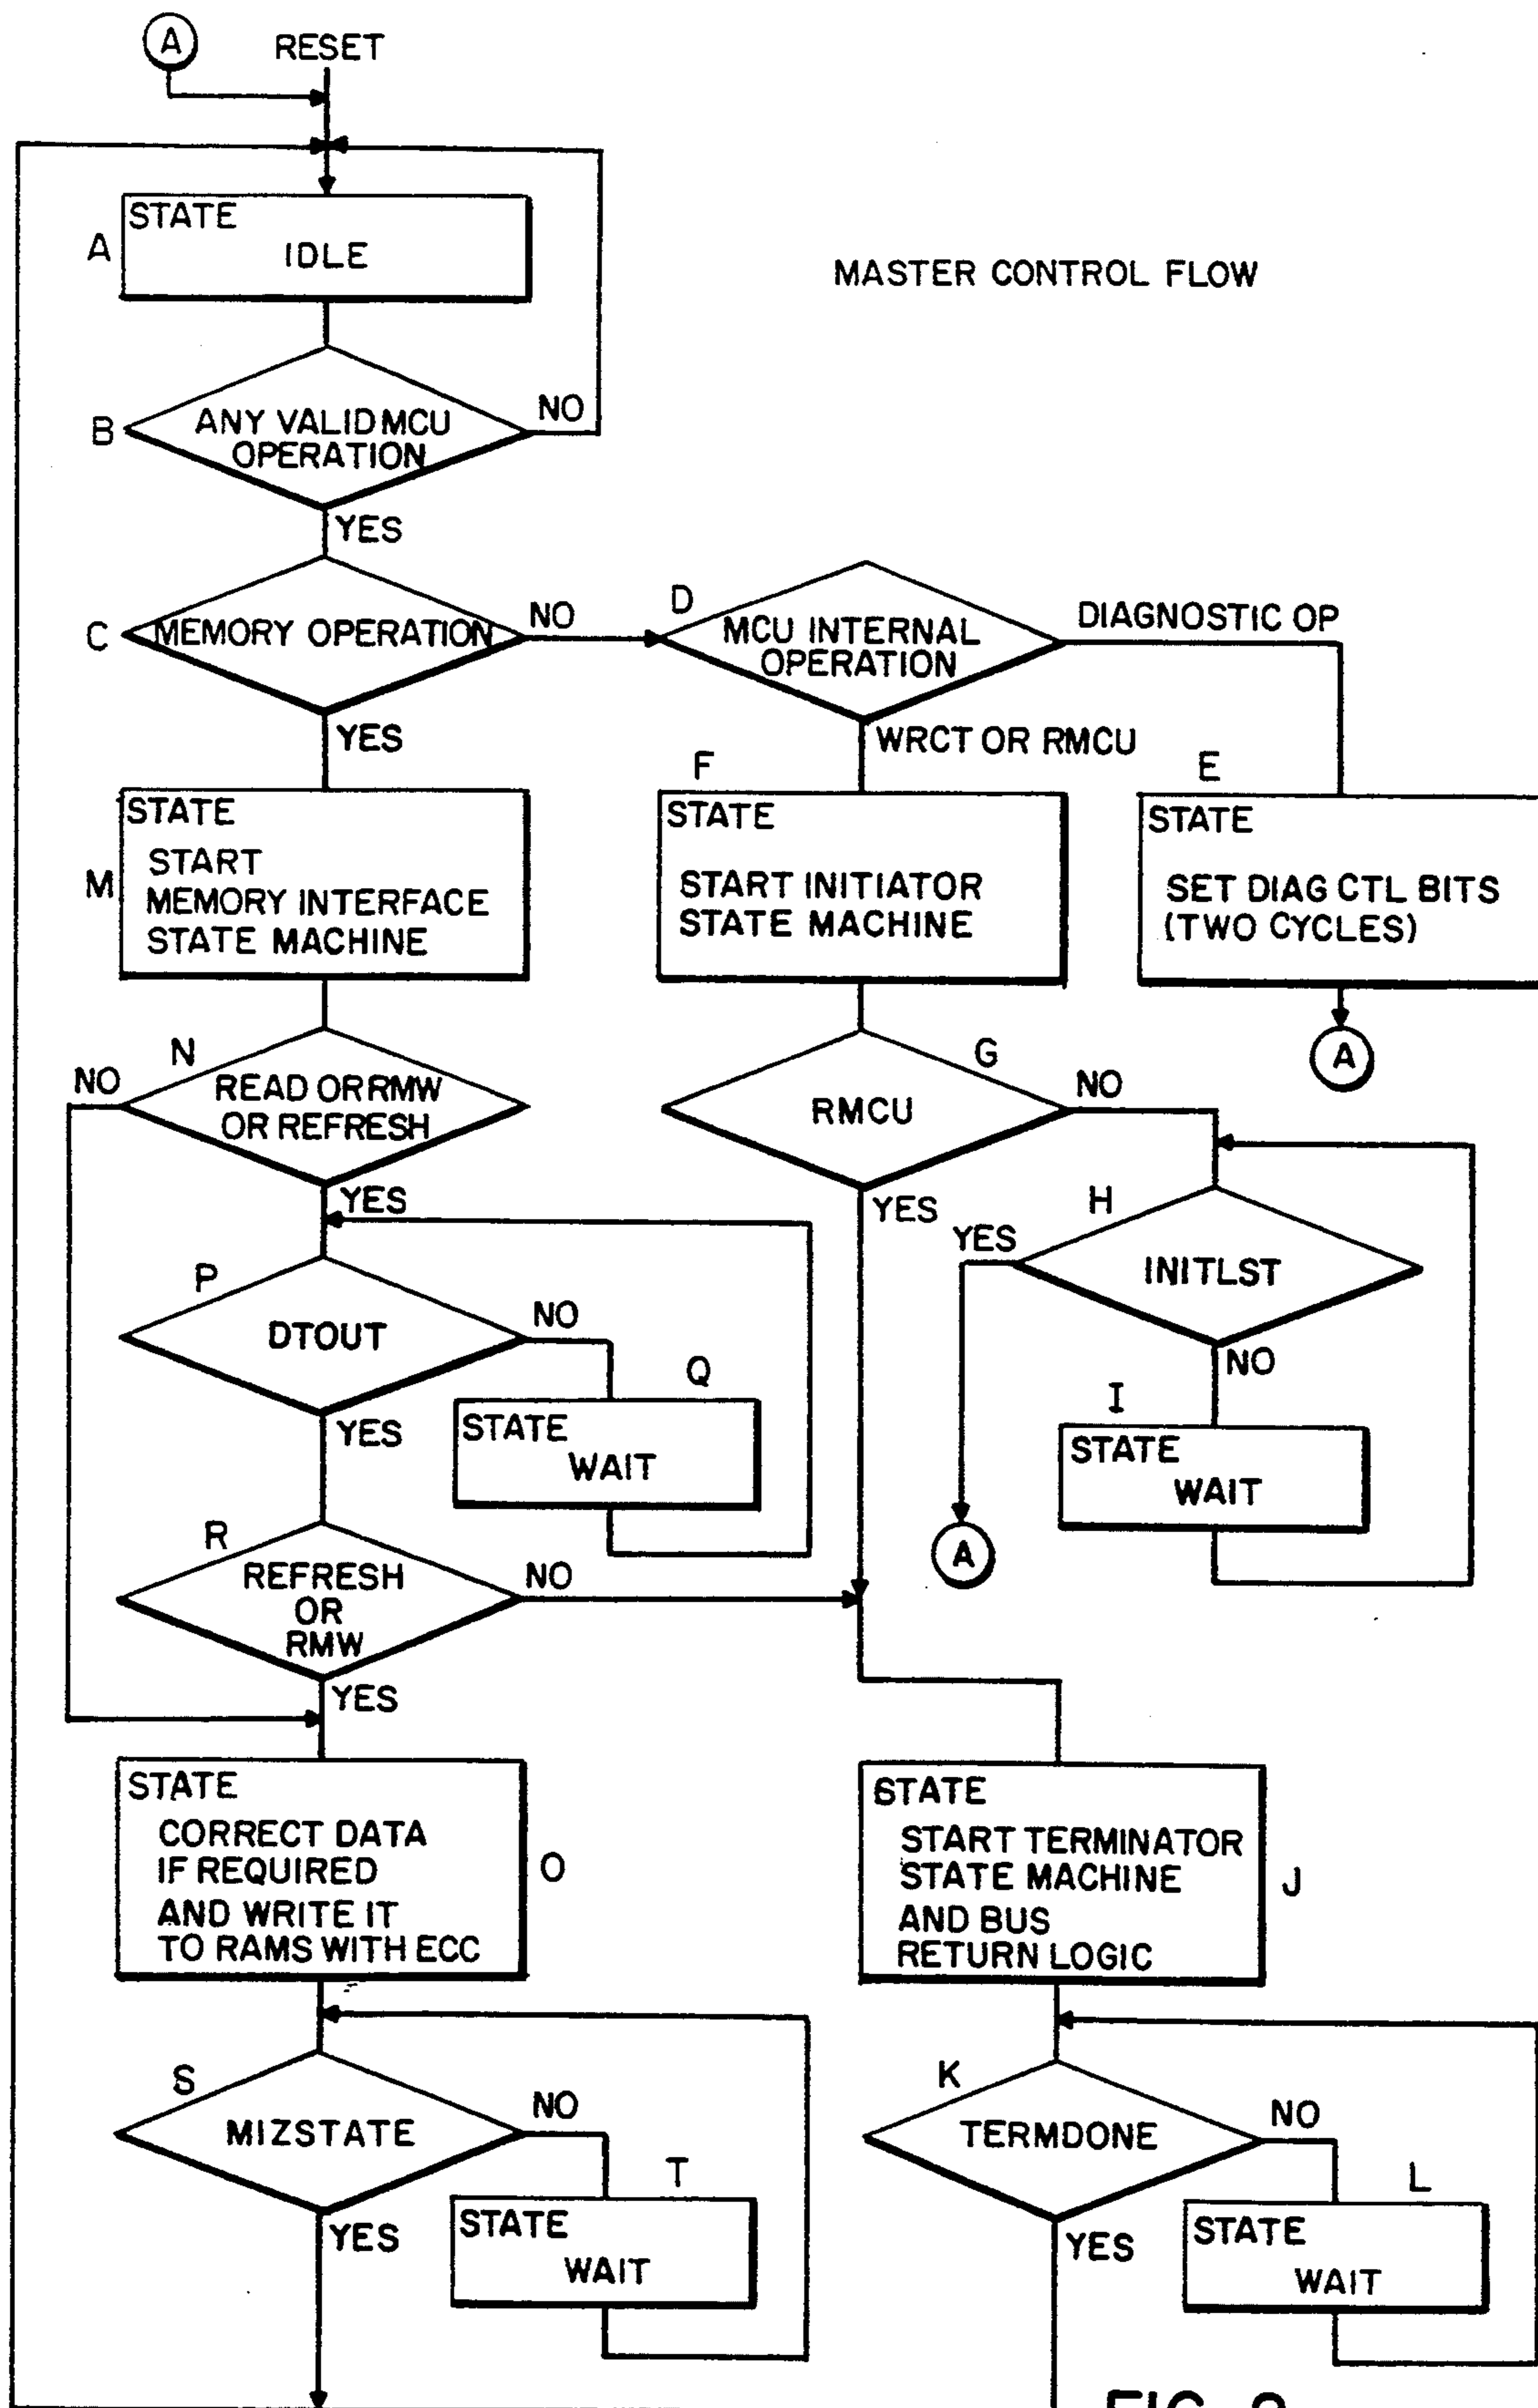 A
RESET
STATE
A
IDLE
MASTER CONTROL FLOW
B
ANY VALID MCU
OPERATION
NO
YES
C
MEMORY OPERATION
NO
D
MCU INTERNAL
OPERATION
DIAGNOSTIC OP
YES
WRCT OR RMCU
M
STATE
START
MEMORY INTERFACE
STATE MACHINE
F
STATE
START INITIATOR
STATE MACHINE
E
STATE
SET DIAG CTL BITS
(TWO CYCLES)
A
N
NO
READ OR RMW
OR REFRESH
YES
G
RMCU
NO
YES
H
YES
INITLST
NO
I
STATE
WAIT
A
P
DTOUT
NO
YES
Q
STATE
WAIT
R
REFRESH
OR
RMW
NO
YES
STATE
CORRECT DATA
IF REQUIRED
AND WRITE IT
TO RAMS WITH ECC
O
STATE
START TERMINATOR
STATE MACHINE
AND BUS
RETURN LOGIC
J
S
MIZSTATE
NO
YES
T
STATE
WAIT
K
TERMDONE
NO
YES
L
STATE
WAIT